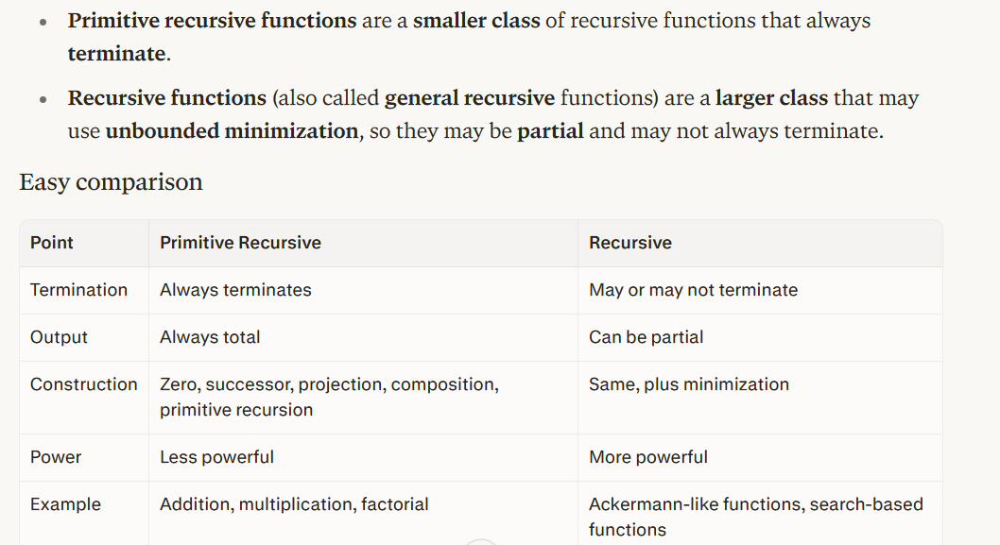 Primitive recursive functions are a smaller class of recursive functions that always
terminate.
Recursive functions (also called general recursive functions) are a larger class that may
use unbounded minimization, so they may be partial and may not always terminate.
Easy comparison
Point Primitive Recursive Recursive
Termination Always terminates May or may not terminate
Output Always total Can be partial
Construction Zero, successor, projection, composition, Same, plus minimization
primitive recursion
Power Less powerful More powerful
Example Addition, multiplication, factorial Ackermann-like functions, search-based
functions